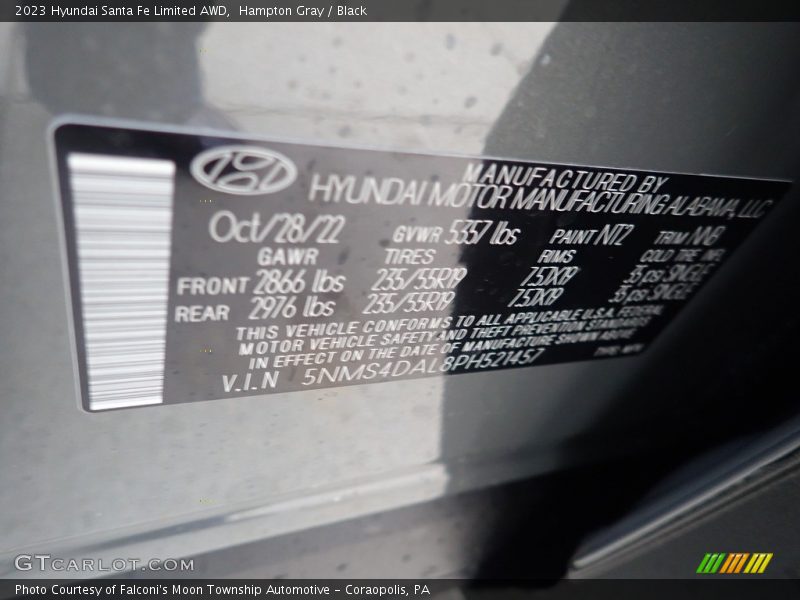 2023 Hyundai Santa Fe Limited AWD,  Hampton Gray / Black
MANUFACTURED BY
HYUNDAI MOTOR MANUFACTURING ALABAMA, LLC
Oct/28/22 GVWR 5357 lbs PAINT NT2 TRIM
GAWR TIRES RIMS COLD TIRE INFL
FRONT 2866 lbs 235/55R19 7.5JX19 35 psi SINGLE
REAR 2976 lbs 235/55R19 7.5JX19 35 psi SINGLE
THIS VEHICLE CONFORMS TO ALL APPLICABLE U.S.A. FEDERAL
MOTOR VEHICLE SAFETY AND THEFT PREVENTION STANDARDS
IN EFFECT ON THE DATE OF MANUFACTURE SHOWN ABOVE
V.I.N 5NMS4DAL8PH521457
GTCARLOT.COM
Photo Courtesy of Falconi's Moon Township Automotive - Coraopolis, PA